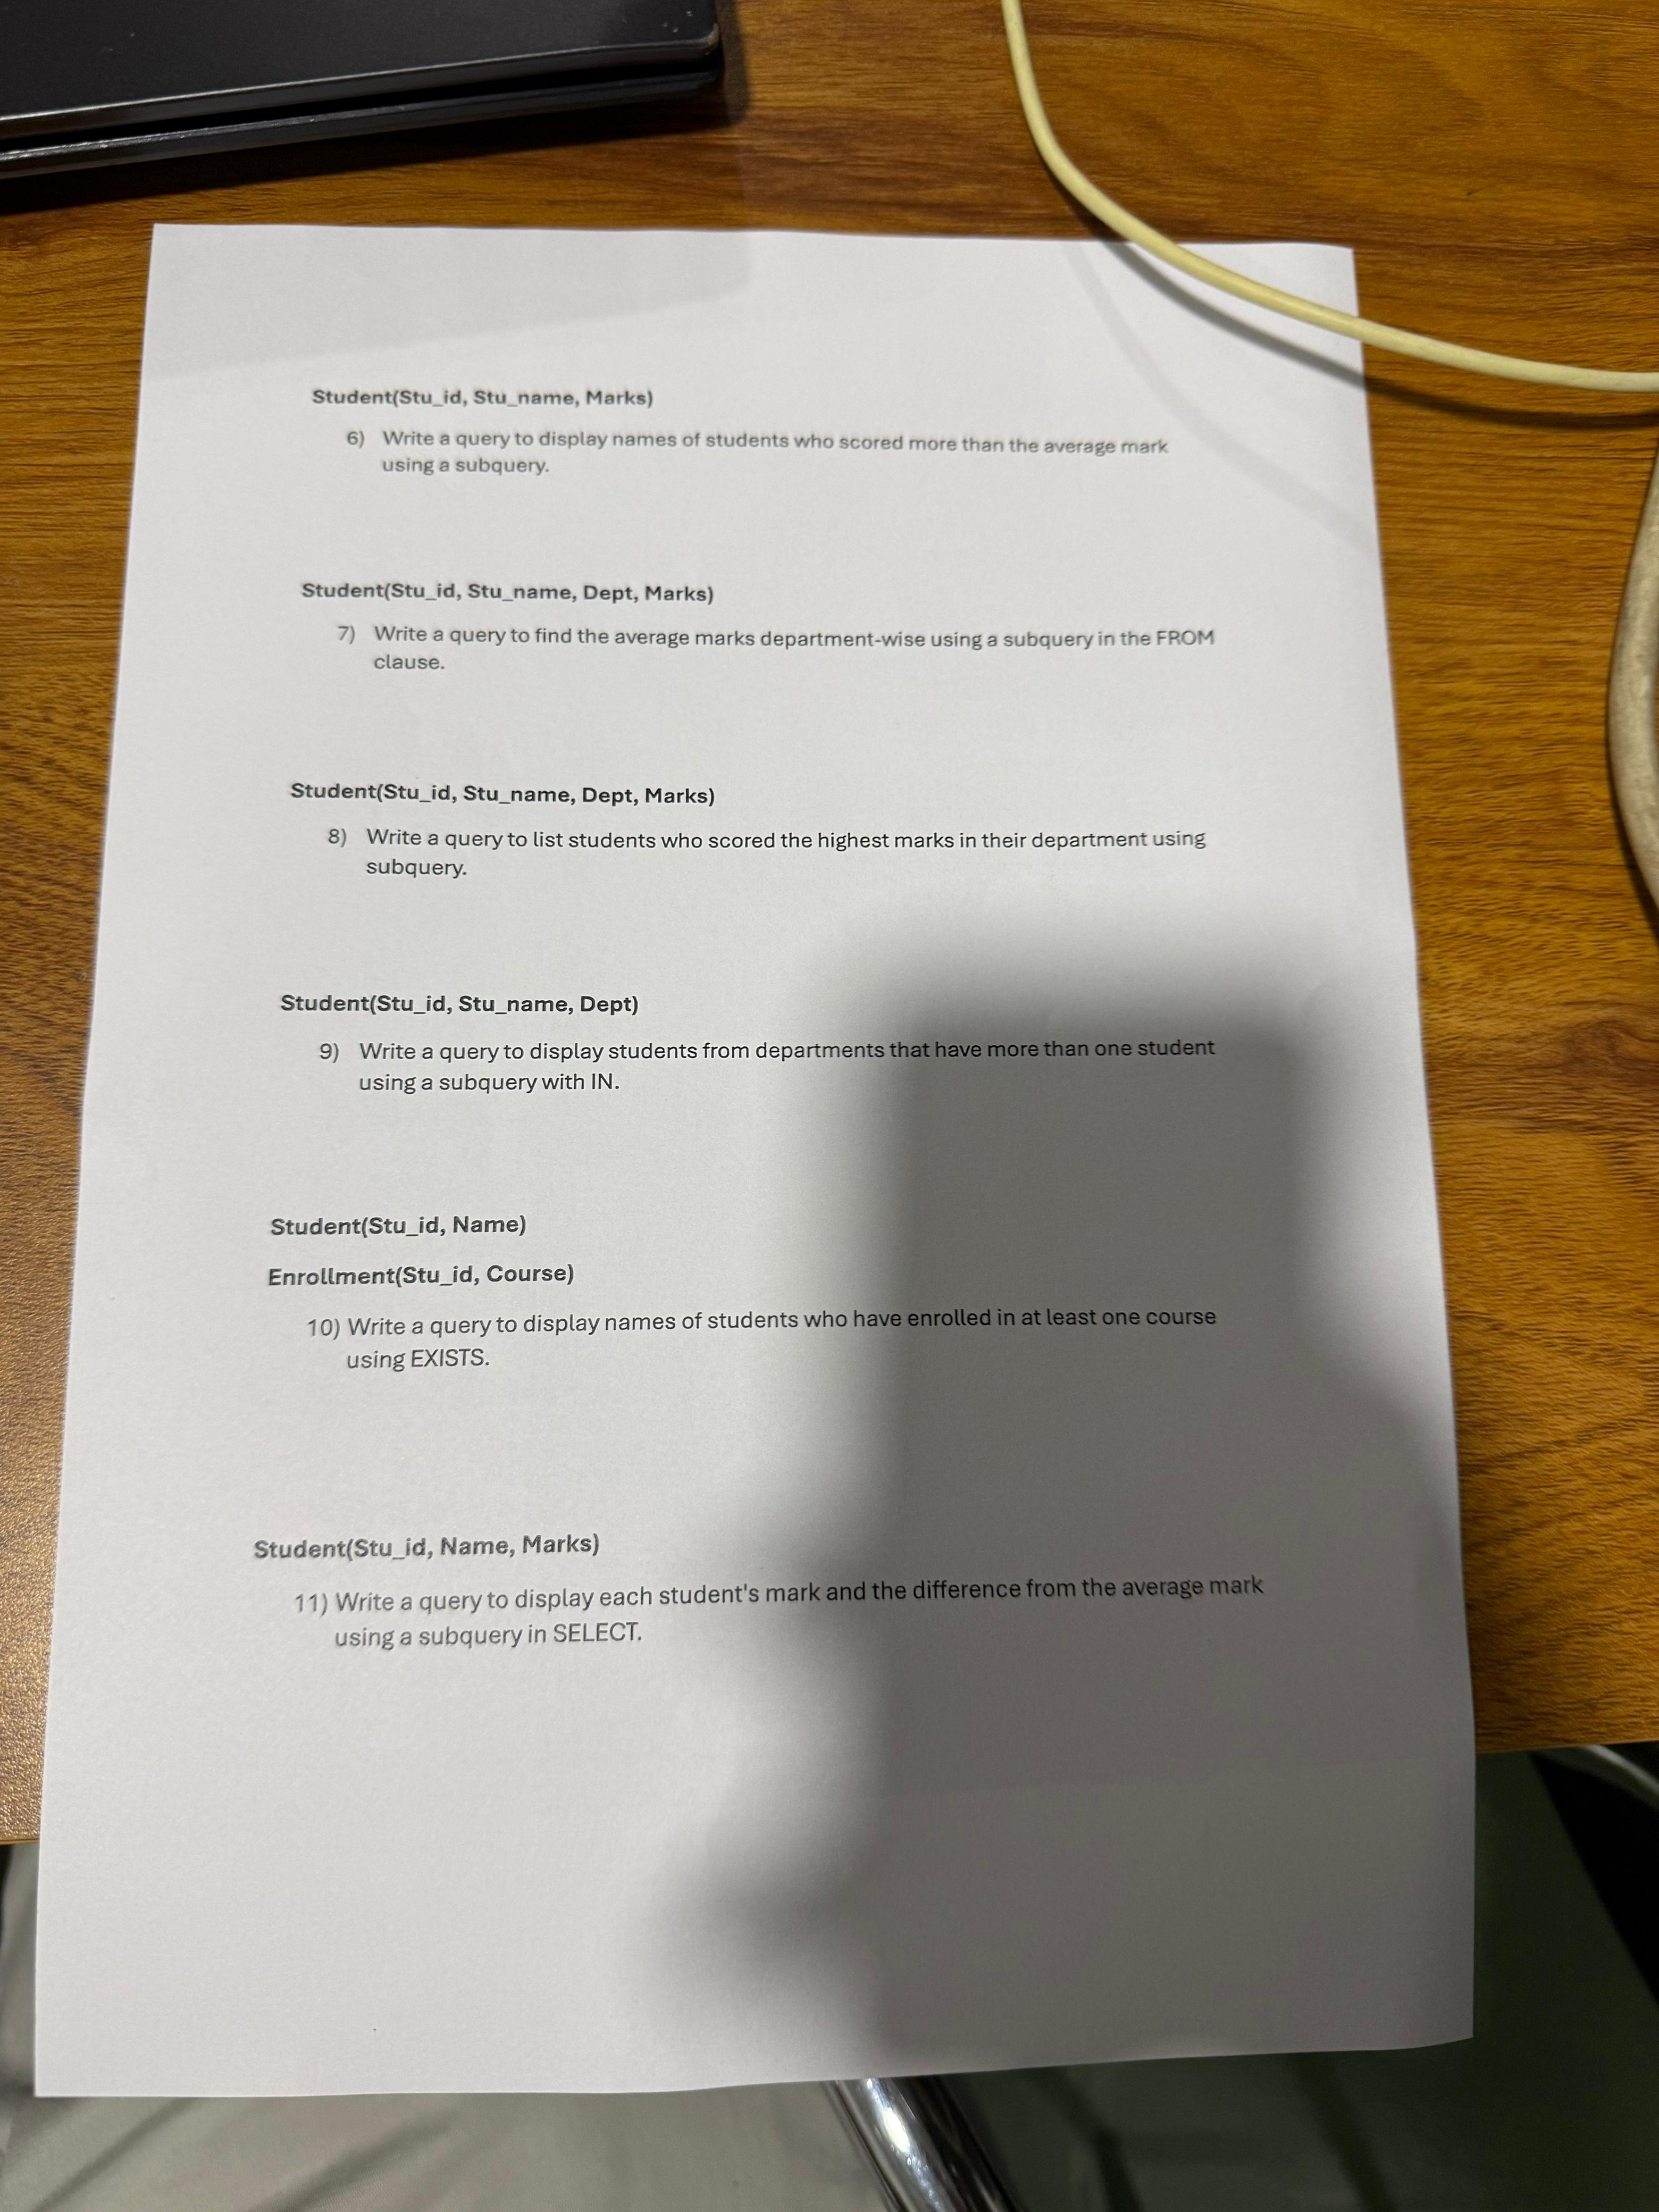 Student(Stu_id, Stu_name, Marks)
6) Write a query to display names of students who scored more than the average mark
using a subquery.
Student(Stu_id, Stu_name, Dept, Marks)
7) Write a query to find the average marks department-wise using a subquery in the FROM
clause.
Student(Stu_id, Stu_name, Dept, Marks)
8) Write a query to list students who scored the highest marks in their department using
subquery.
Student(Stu_id, Stu_name, Dept)
9) Write a query to display students from departments that have more than one student
using a subquery with IN.
Student(Stu_id, Name)
Enrollment(Stu_id, Course)
10) Write a query to display names of students who have enrolled in at least one course
using EXISTS.
Student(Stu_id, Name, Marks)
11) Write a query to display each student's mark and the difference from the average mark
using a subquery in SELECT.